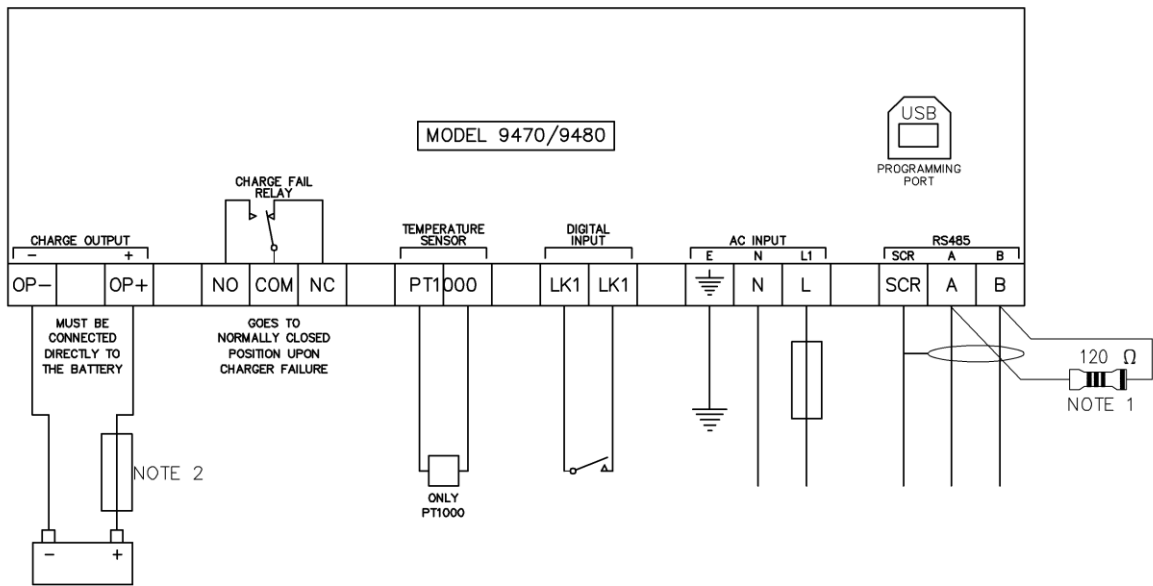 MODEL 9470/9480
USB
PROGRAMMING
PORT
CHARGE FAIL
RELAY
CHARGE OUTPUT
− +
TEMPERATURE
SENSOR
DIGITAL
INPUT
AC INPUT
E N L1
RS485
SCR A B
OP− OP+ NO COM NC PT1000 LK1 LK1 N L SCR A B
MUST BE
CONNECTED
DIRECTLY TO
THE BATTERY
GOES TO
NORMALLY CLOSED
POSITION UPON
CHARGER FAILURE
120 Ω
NOTE 1
NOTE 2
ONLY
PT1000
− +